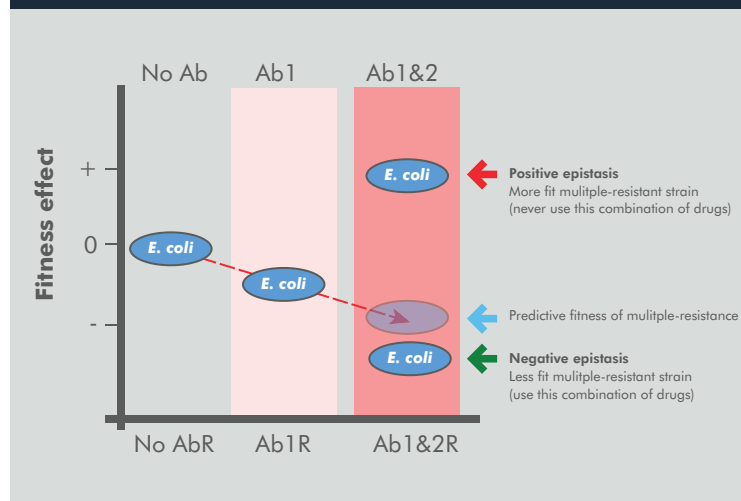 No Ab
Ab1
Ab1&2
Fitness effect
+
0
-
E. coli
E. coli
E. coli
E. coli
Positive epistasis
More fit mulitple-resistant strain
(never use this combination of drugs)
Predictive fitness of mulitple-resistance
Negative epistasis
Less fit mulitple-resistant strain
(use this combination of drugs)
No AbR
Ab1R
Ab1&2R